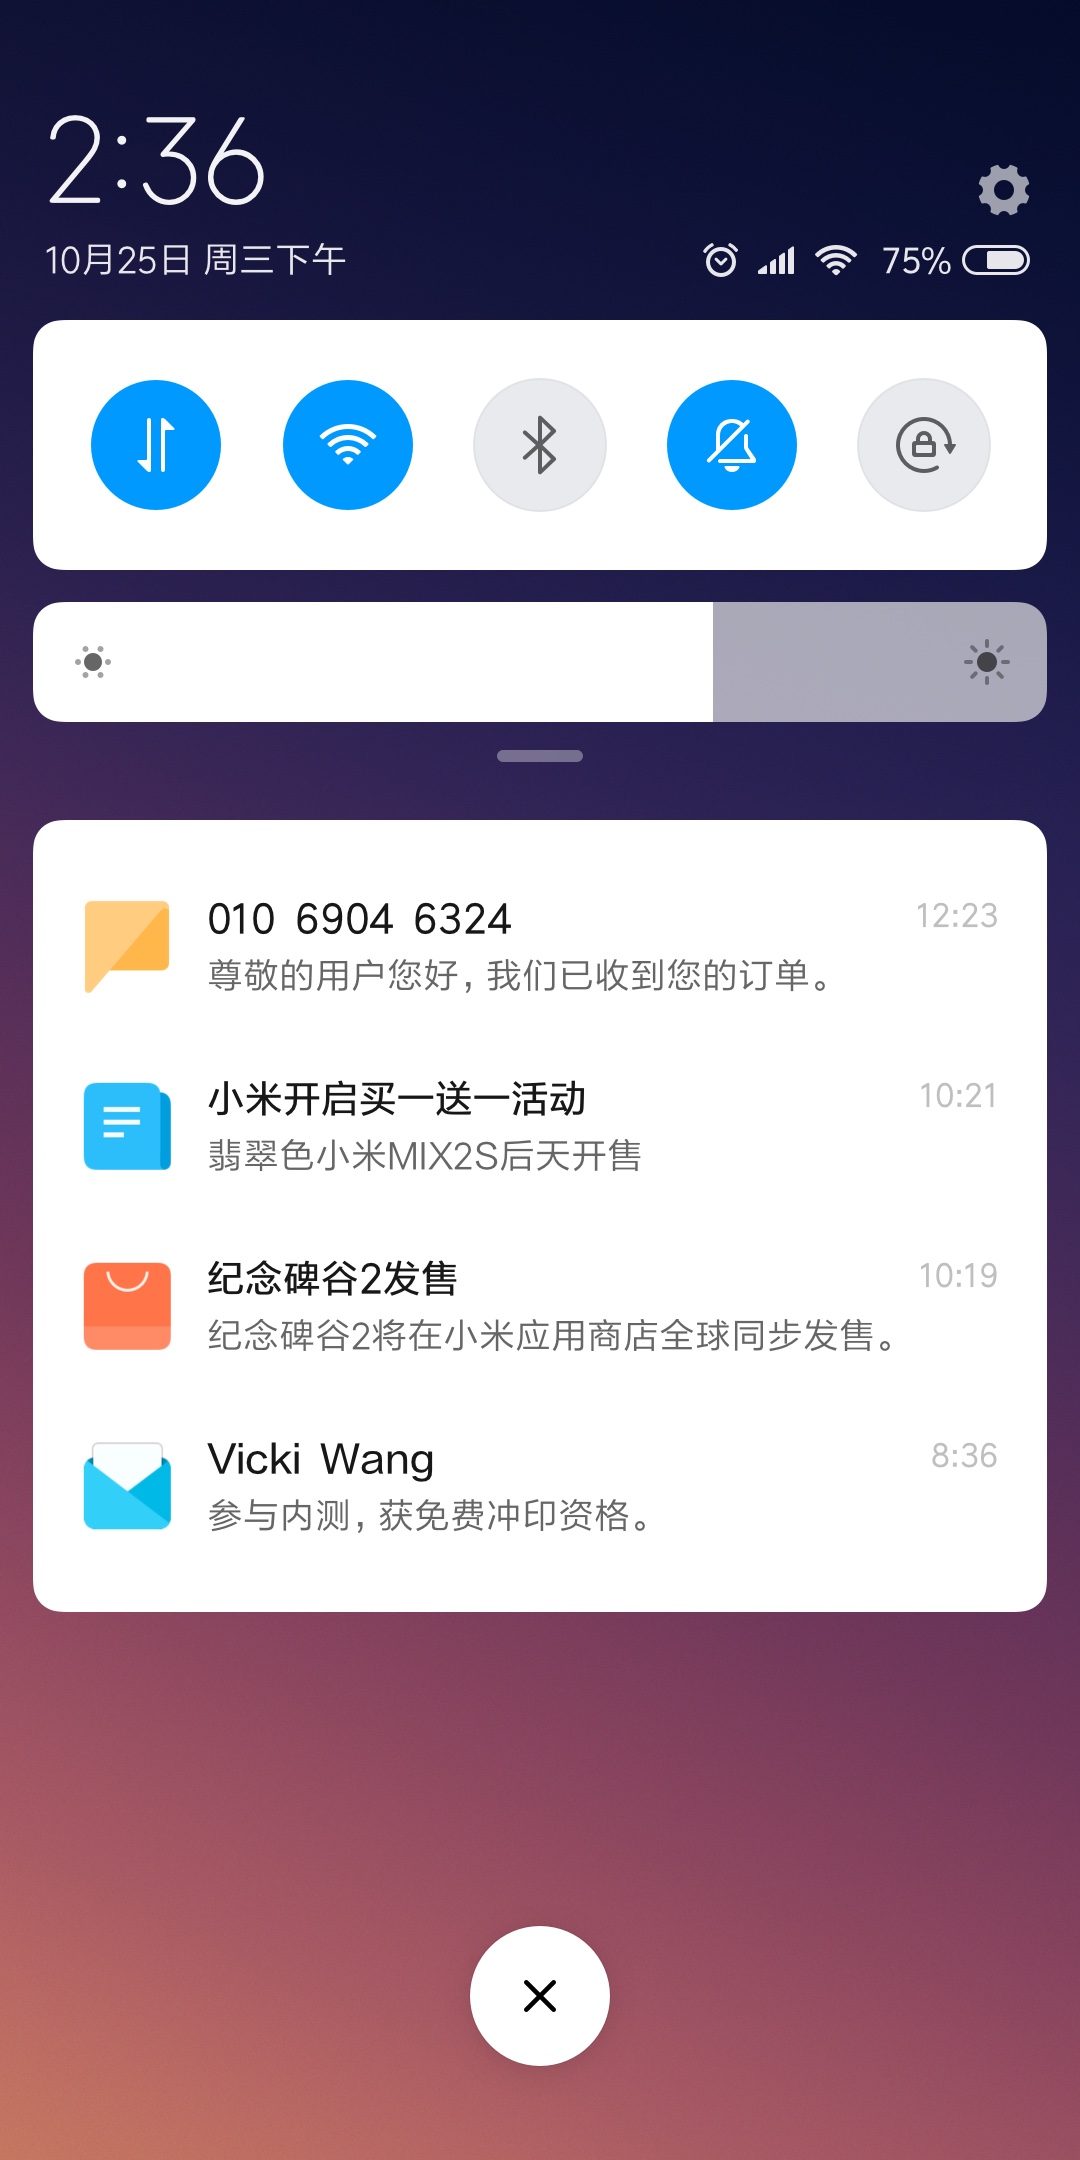 2:36
10月25日 周三下午
75%
010 6904 6324
12:23
尊敬的用户您好，我们已收到您的订单。
小米开启买一送一活动
10:21
翡翠色小米MIX2S后天开售
纪念碑谷2发售
10:19
纪念碑谷2将在小米应用商店全球同步发售。
Vicki Wang
8:36
参与内测，获免费冲印资格。